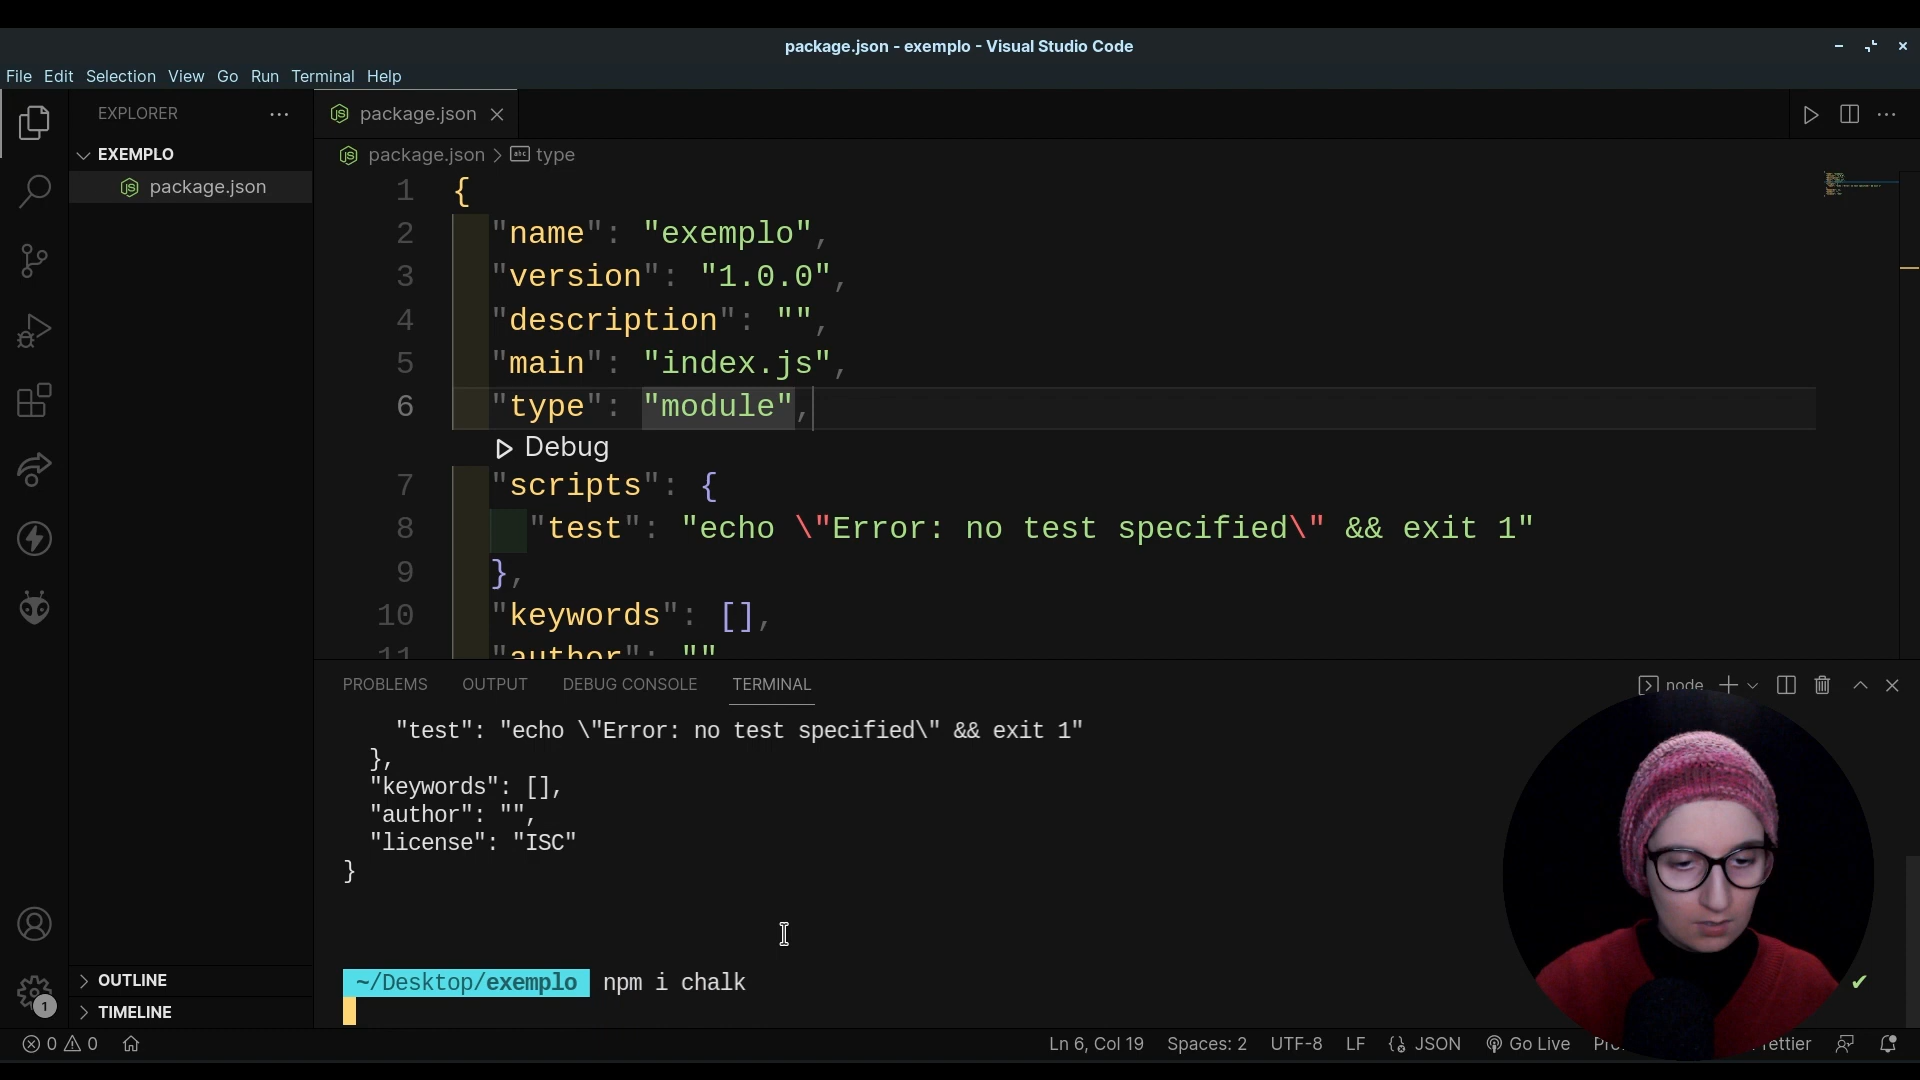 package.json - exemplo - Visual Studio Code
File Edit Selection View Go Run Terminal Help
EXPLORER
EXEMPLO
package.json
OUTLINE
TIMELINE
package.json
package.json > type
1 {
2 "name": "exemplo",
3 "version": "1.0.0",
4 "description": "",
5 "main": "index.js",
6 "type": "module",
Debug
7 "scripts": {
8 "test": "echo \"Error: no test specified\" && exit 1"
9 },
10 "keywords": [],
11 "author": ""
PROBLEMS OUTPUT DEBUG CONSOLE TERMINAL
node
"test": "echo \"Error: no test specified\" && exit 1"
},
"keywords": [],
"author": "",
"license": "ISC"
}
~/Desktop/exemplo npm i chalk
1
0 0
Ln 6, Col 19 Spaces: 2 UTF-8 LF JSON Go Live